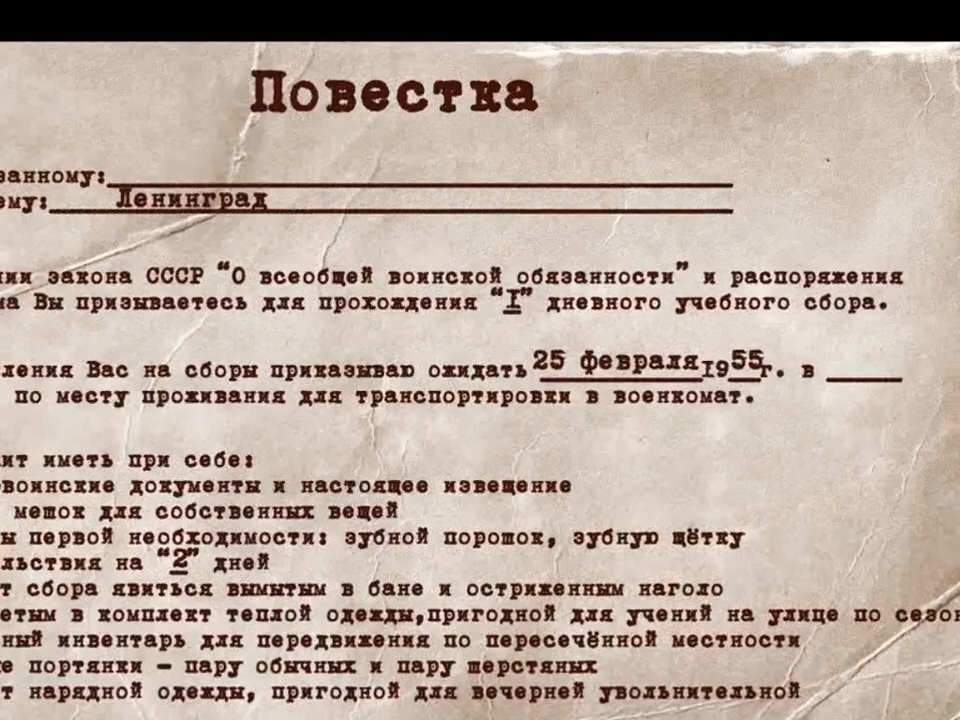 Повестка
занному:
ему: Ленинград
нии закона СССР “О всеобщей воинской обязанности” и распоряжения
ма Вы призываетесь для прохождения “I” дневного учебного сбора.
ления Вас на сборы приказываю ожидать 25 февраля 1955г. в
по месту проживания для транспортировки в военкомат.
ит иметь при себе:
воинские документы и настоящее извещение
мешок для собственных вещей
ы первой необходимости: зубной порошок, зубную щётку
льствия на “2” дней
т сбора явиться вымытым в бане и остриженным наголо
етым в комплект теплой одежды,пригодной для учений на улице по сезон
ный инвентарь для передвижения по пересечённой местности
е портянки – пару обычных и пару шерстяных
т нарядной одежды, пригодной для вечерней увольнительной